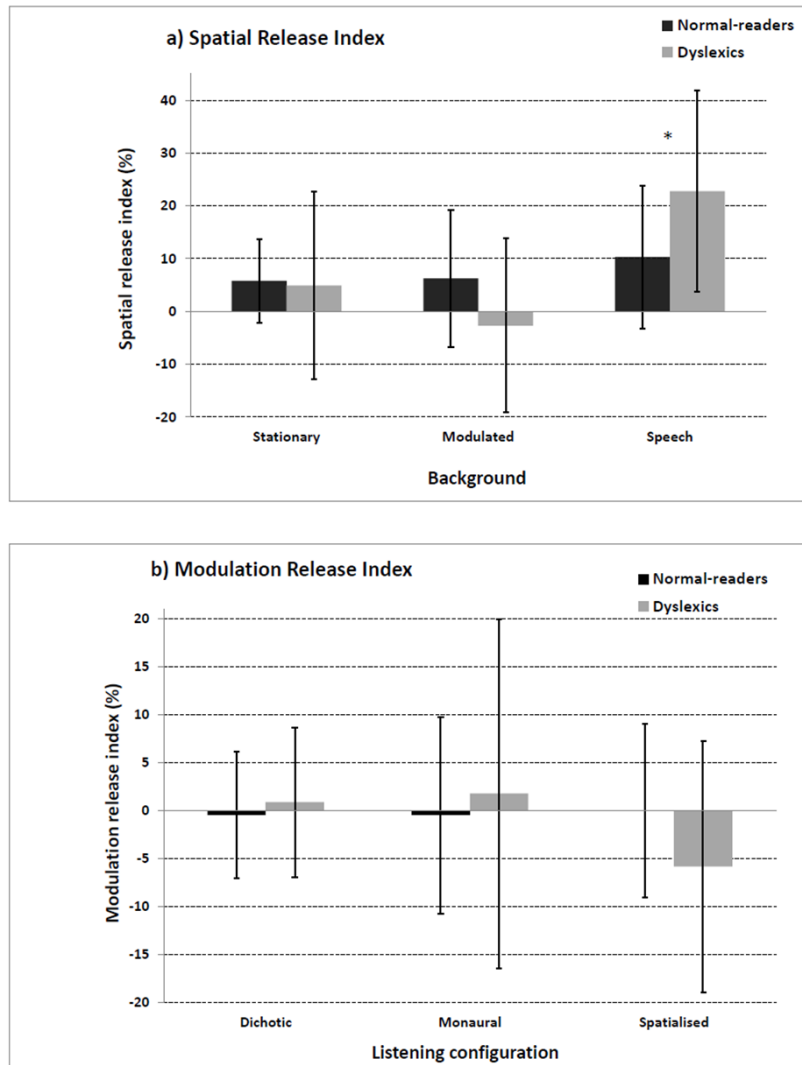 a) Spatial Release Index
Normal-readers
Dyslexics
Spatial release index (%)
40
30
20
10
0
-10
-20
*
Stationary
Modulated
Speech
Background
b) Modulation Release Index
Normal-readers
Dyslexics
Modulation release index (%)
20
15
10
5
0
-5
-10
-15
-20
Dichotic
Monaural
Spatialised
Listening configuration